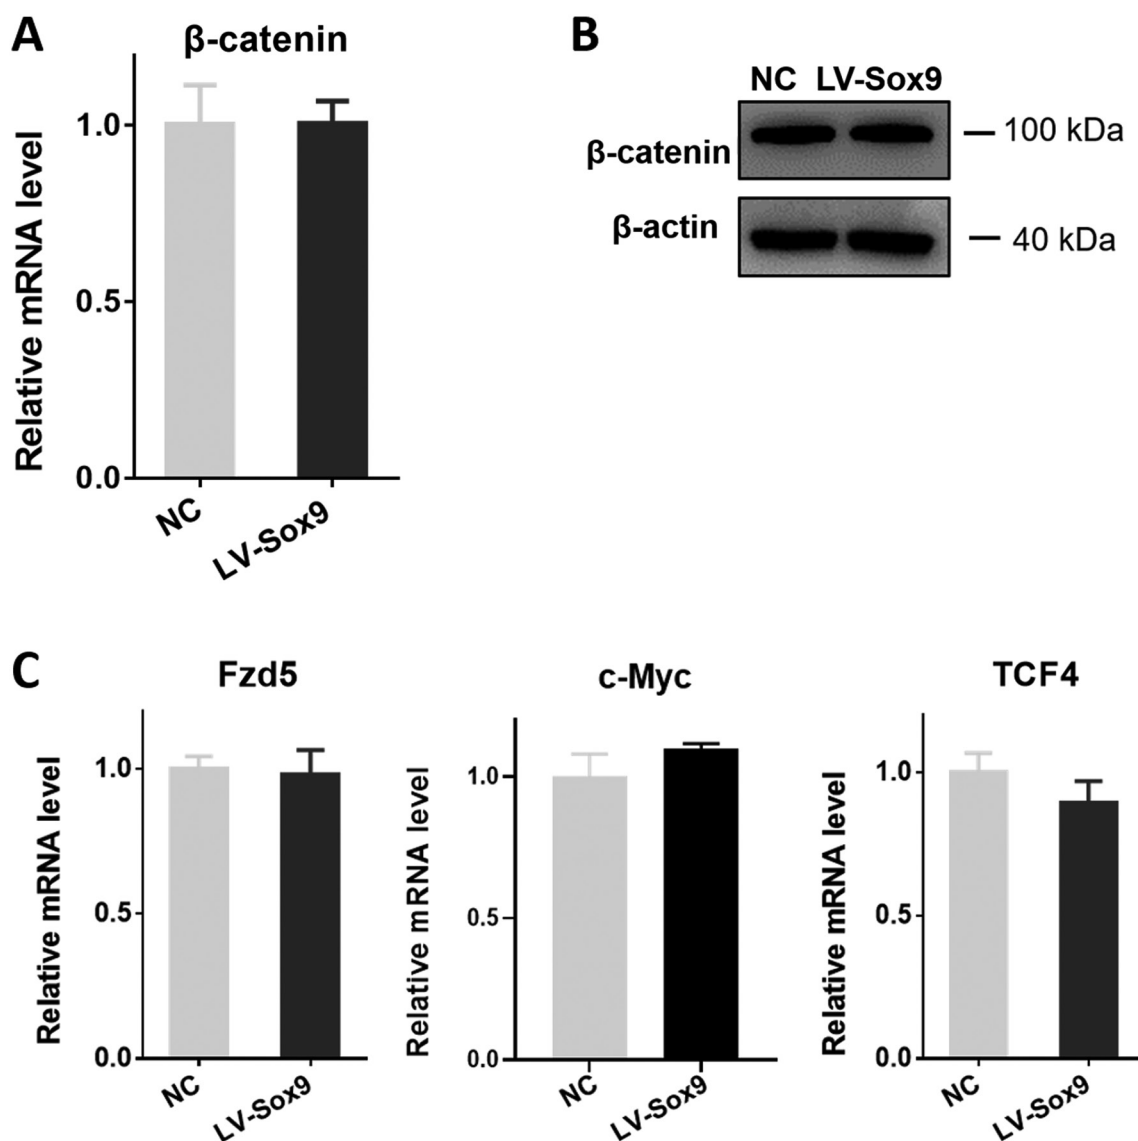 A
β-catenin
Relative mRNA level
1.0
0.5
0.0
NC
LV-Sox9
B
NC LV-Sox9
β-catenin
100 kDa
β-actin
40 kDa
C
Fzd5
Relative mRNA level
1.0
0.5
0.0
NC
LV-Sox9
c-Myc
Relative mRNA level
1.0
0.5
0.0
NC
LV-Sox9
TCF4
Relative mRNA level
1.0
0.5
0.0
NC
LV-Sox9